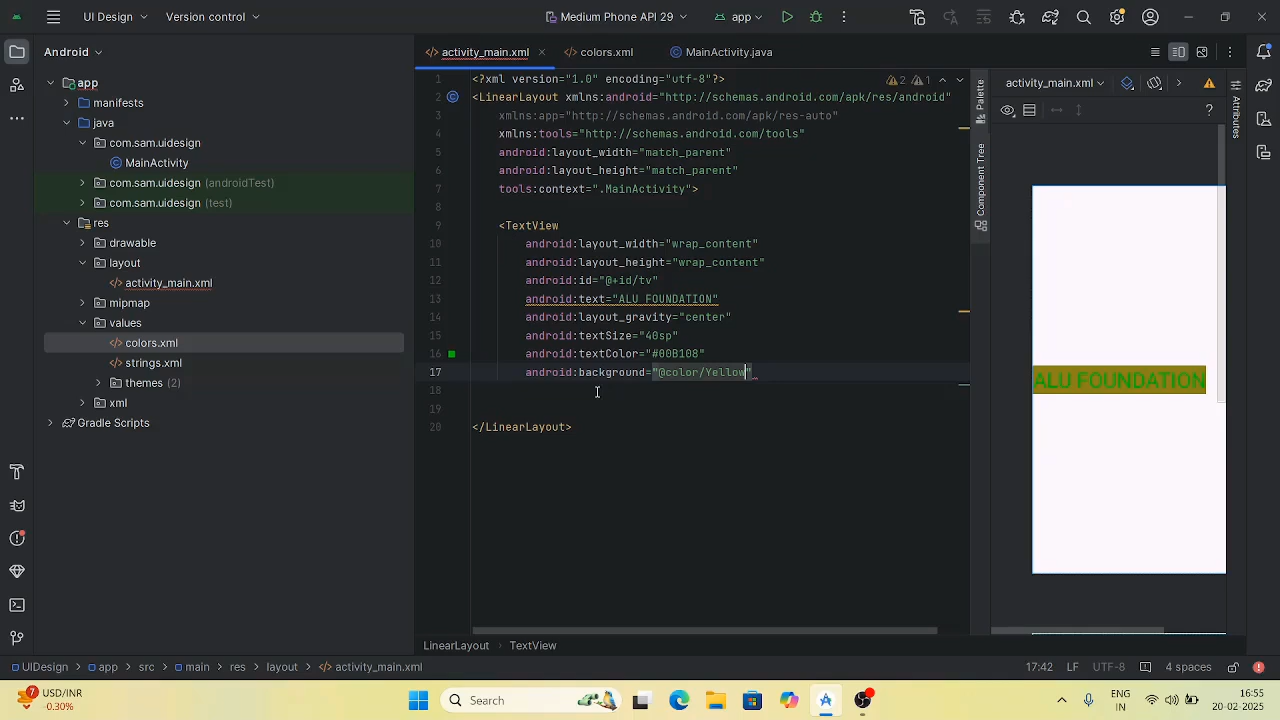 UI Design
Version control
Medium Phone API 29
app
Android
activity_main.xml
colors.xml
MainActivity.java
app
manifests
java
com.sam.uidesign
MainActivity
com.sam.uidesign (androidTest)
com.sam.uidesign (test)
res
drawable
layout
activity_main.xml
mipmap
values
colors.xml
strings.xml
themes (2)
xml
Gradle Scripts
1 <?xml version="1.0" encoding="utf-8"?>
2 <LinearLayout xmlns:android="http://schemas.android.com/apk/res/android"
3 xmlns:app="http://schemas.android.com/apk/res-auto"
4 xmlns:tools="http://schemas.android.com/tools"
5 android:layout_width="match_parent"
6 android:layout_height="match_parent"
7 tools:context=".MainActivity">
8
9 <TextView
10 android:layout_width="wrap_content"
11 android:layout_height="wrap_content"
12 android:id="@+id/tv"
13 android:text="ALU FOUNDATION"
14 android:layout_gravity="center"
15 android:textSize="40sp"
16 android:textColor="#00B108"
17 android:background="@color/Yellow"
18
19
20 </LinearLayout>
2 1
Palette
Component Tree
activity_main.xml
?
Attributes
ALU FOUNDATION
LinearLayout > TextView
UIDesign > app > src > main > res > layout > activity_main.xml
17:42 LF UTF-8 4 spaces
7
USD/INR
-0.30%
Search
ENG
IN
16:55
20-02-2025